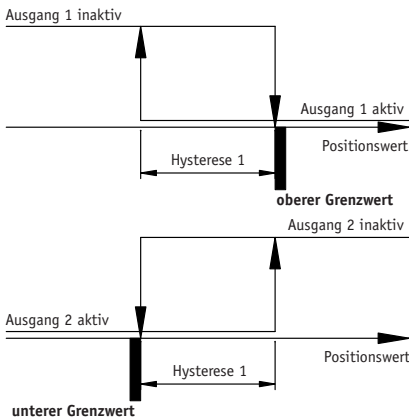 Ausgang 1 inaktiv
Ausgang 1 aktiv
Positionswert
Hysterese 1
oberer Grenzwert
Ausgang 2 inaktiv
Ausgang 2 aktiv
Positionswert
Hysterese 1
unterer Grenzwert